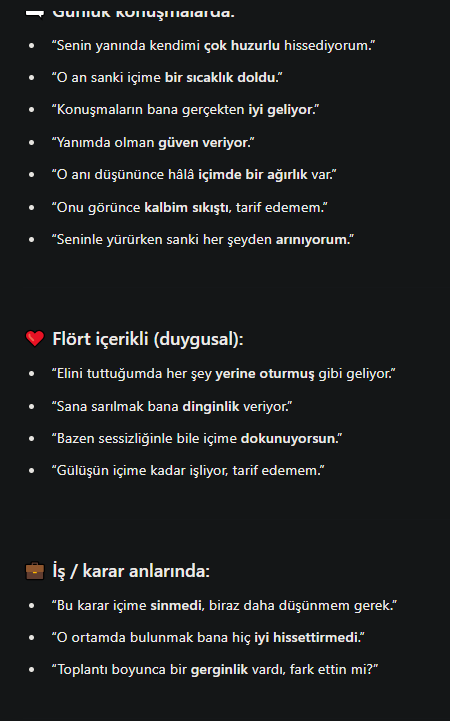 Günlük konuşmalarda:
• “Senin yanında kendimi çok huzurlu hissediyorum.”
• “O an sanki içime bir sıcaklık doldu.”
• “Konuşmaların bana gerçekten iyi geliyor.”
• “Yanımda olman güven veriyor.”
• “O anı düşününce hâlâ içimde bir ağırlık var.”
• “Onu görünce kalbim sıkıştı, tarif edemem.”
• “Seninle yürürken sanki her şeyden arınıyorum.”
❤️ Flört içerikli (duygusal):
• “Elini tuttuğumda her şey yerine oturmuş gibi geliyor.”
• “Sana sarılmak bana dinginlik veriyor.”
• “Bazen sessizliğinle bile içime dokunuyorsun.”
• “Gülüşün içime kadar işliyor, tarif edemem.”
💼 İş / karar anlarında:
• “Bu karar içime sinmedi, biraz daha düşünmem gerek.”
• “O ortamda bulunmak bana hiç iyi hissettirmedi.”
• “Toplantı boyunca bir gerginlik vardı, fark ettin mi?”